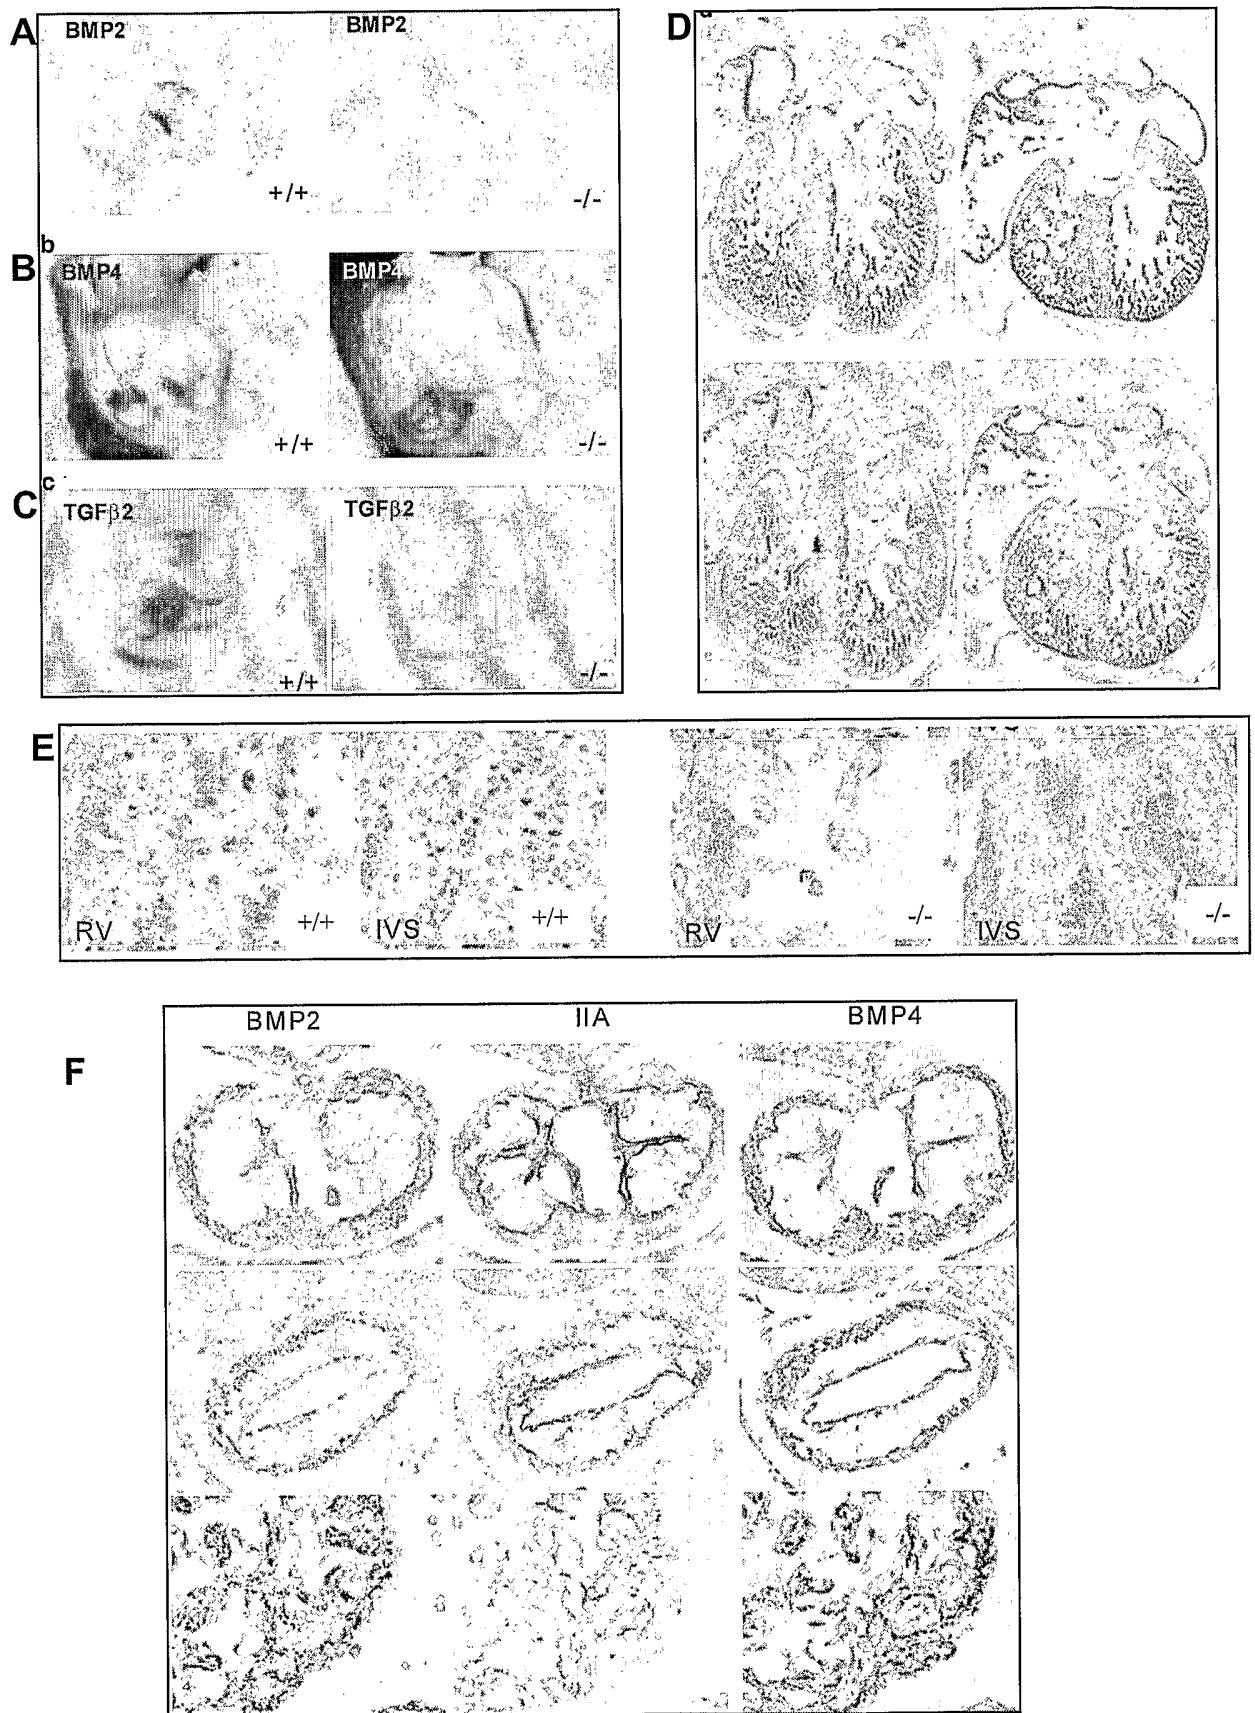 A
BMP2
BMP2
+/+
-/-
b
B
BMP4
BMP4
+/+
-/-
c
C
TGFβ2
TGFβ2
+/+
-/-
D
E
RV
+/+
IVS
+/+
RV
-/-
IVS
-/-
BMP2
IIA
BMP4
F